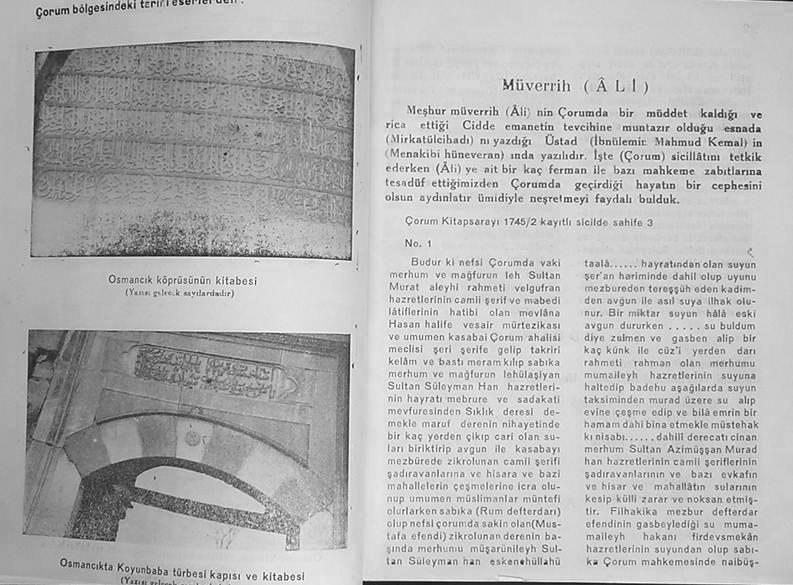 Çorum bölgesindeki
Osmancık köprüsünün kitabesi
(Yazısı gelecek sayılardadır)
Osmancıkta Koyunbaba türbesi kapısı ve kitabesi
(Yazısı
Müverrih ( Â L İ )
Meşhur müverrih (Âli) nin Çorumda bir müddet kaldığı ve
rica ettiği Cidde emanetin tevcihine muntazır olduğu esnada
(Mirkatülcihadı) nı yazdığı Üstad (İbnülemin Mahmud Kemal) in
(Menakibi hüneveran) ında yazılıdır. İşte (Çorum) sicillâtını tetkik
ederken (Âli) ye ait bir kaç ferman ile bazı mahkeme zabıtlarına
tesadüf ettiğimizden Çorumda geçirdiği hayatın bir cephesini
olsun aydınlatır ümidiyle neşretmeyi faydalı bulduk.
Çorum Kitapsarayı 1745/2 kayıtlı sicilde sahife 3
No. 1
Budur ki nefsi Çorumda vaki
merhum ve mağfurun leh Sultan
Murat aleyhi rahmeti velgufran
hazretlerinin camii şerif ve mabedi
lâtiflerinin hatibi olan mevlâna
Hasan halife vesair mürtezikası
ve umumen kasabai Çorum ahalisi
meclisi şeri şerife gelip takriri
kelâm ve bastı meram kılıp sabıka
merhum ve mağfurun lehülaşiyan
Sultan Süleyman Han hazretleri-
nin hayratı mebrure ve sadakati
mevfuresinden Sıklık deresi de-
mekle maruf derenin nihayetinde
bir kaç yerden çıkıp cari olan su-
ları biriktirip avgun ile kasabayı
mezbürede zikrolunan camii şerifi
şadıravanlarına ve hisara ve bazi
mahallelerin çeşmelerine icra olu-
nup umumen müslimanlar müntefi
olurlarken sabıka (Rum defterdarı)
olup nefsi çorumda sakin olan(Mus-
tafa efendi) zikrolunan derenin ba-
şında merhumu müşarünileyh Sul-
tan Süleyman han eskenehüllahü
taalâ...... hayratından olan suyun
şer'an hariminde dahil olup uyunu
mezbureden tereşşüh eden kadim-
den avğun ile asıl suya ilhak olu-
nur. Bir miktar suyun hâlâ eski
avgun dururken ..... su buldum
diye zulmen ve gasben alıp bir
kaç künk ile cüz'i yerden darı
rahmeti rahman olan merhumu
mumaileyh hazretlerinin suyuna
haltedip badehu aşağılarda suyun
taksiminden murad üzere su alıp
evine çeşme edip ve bilâ emrin bir
hamam dahi bina etmekle müstehak
kı nisabı...... dahili derecatı cinan
merhum Sultan Azimüşşan Murad
han hazretlerinin camii şeriflerinin
şadıravanlarının ve bazı evkafın
ve hisar ve mahallâtın sularının
kesip külli zarar ve noksan etmiş-
tir. Filhakika mezbur defterdar
efendinin gasbeylediği su muma-
maileyh hakanı firdevsmekân
hazretlerinin suyundan olup sabı-
ka Çorum mahkemesinde naibüş-